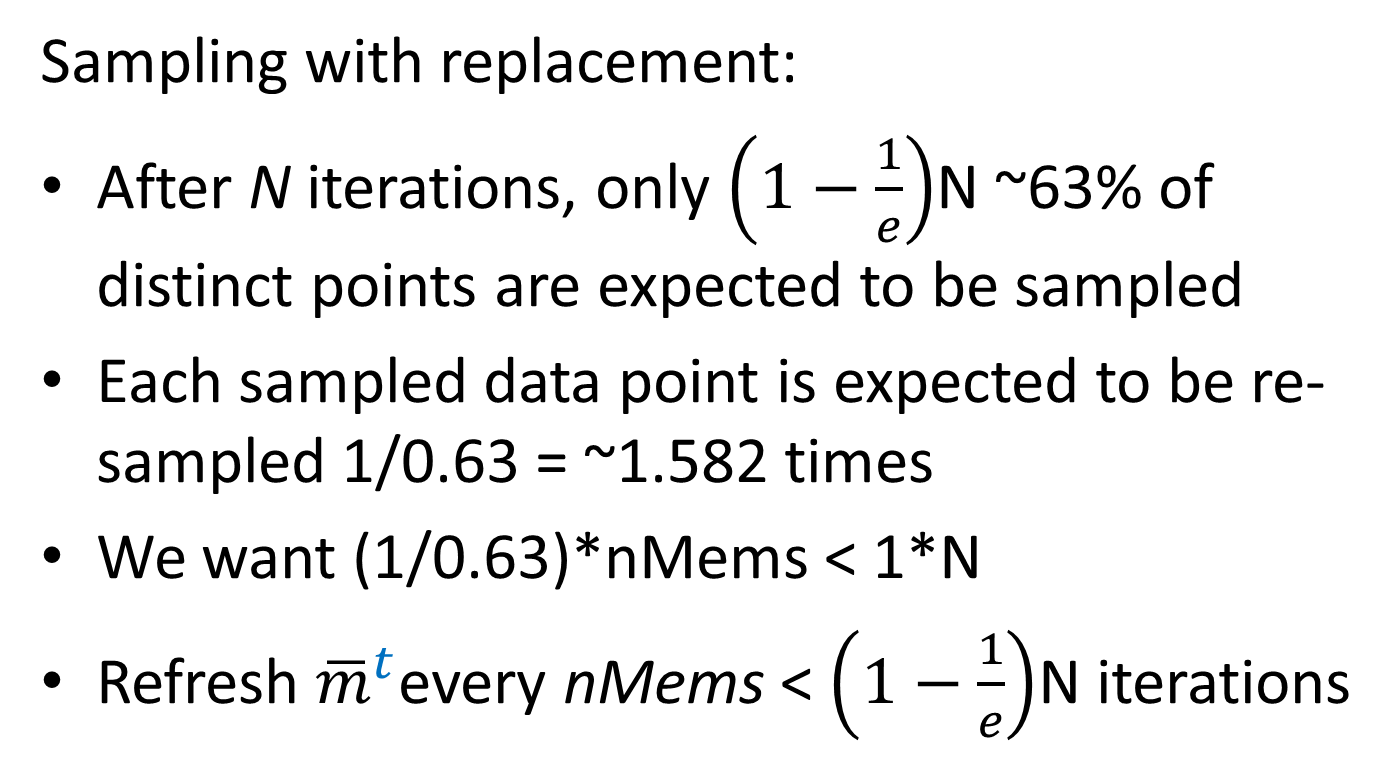 Sampling with replacement:
• After N iterations, only (1 − 1/e)N ~63% of
distinct points are expected to be sampled
• Each sampled data point is expected to be re-
sampled 1/0.63 = ~1.582 times
• We want (1/0.63)*nMems < 1*N
• Refresh m̅ᵗ every nMems < (1 − 1/e)N iterations